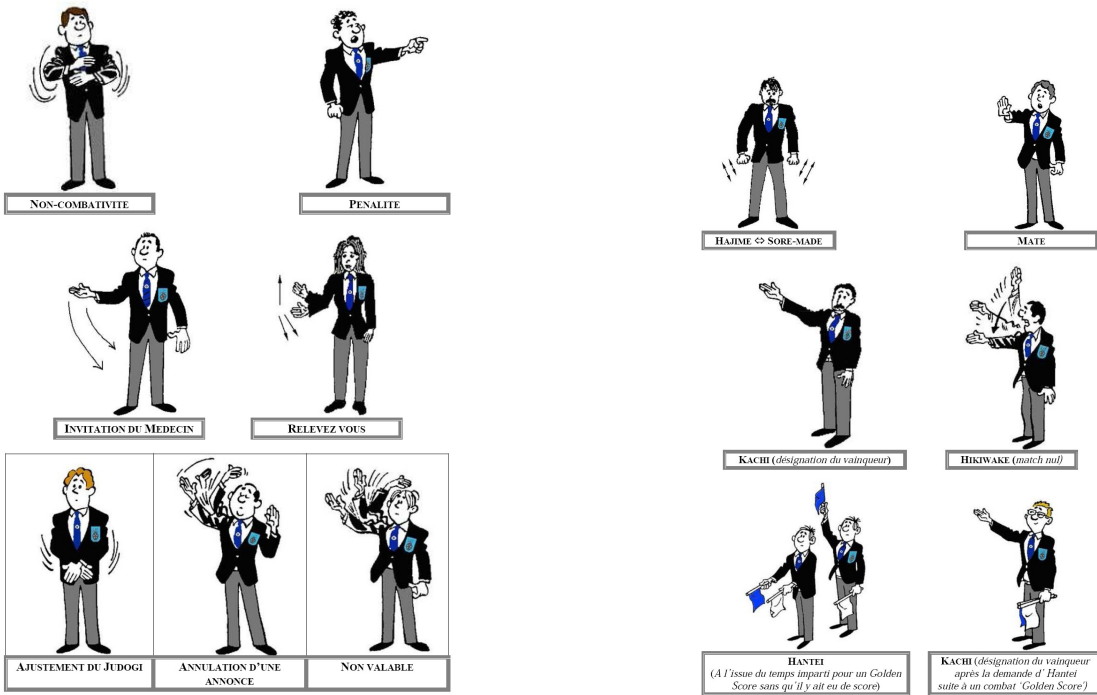 NON-COMBATIVITE
PENALITE
INVITATION DU MEDECIN
RELEVEZ VOUS
AJUSTEMENT DU JUDOGI
ANNULATION D'UNE
ANNONCE
NON VALABLE
HAJIME ⇔ SORE-MADE
MATE
KACHI (désignation du vainqueur)
HIKIWAKE (match nul)
HANTEI
(A l'issue du temps imparti pour un Golden
Score sans qu'il y ait eu de score)
KACHI (désignation du vainqueur
après la demande d' Hantei
suite à un combat 'Golden Score')